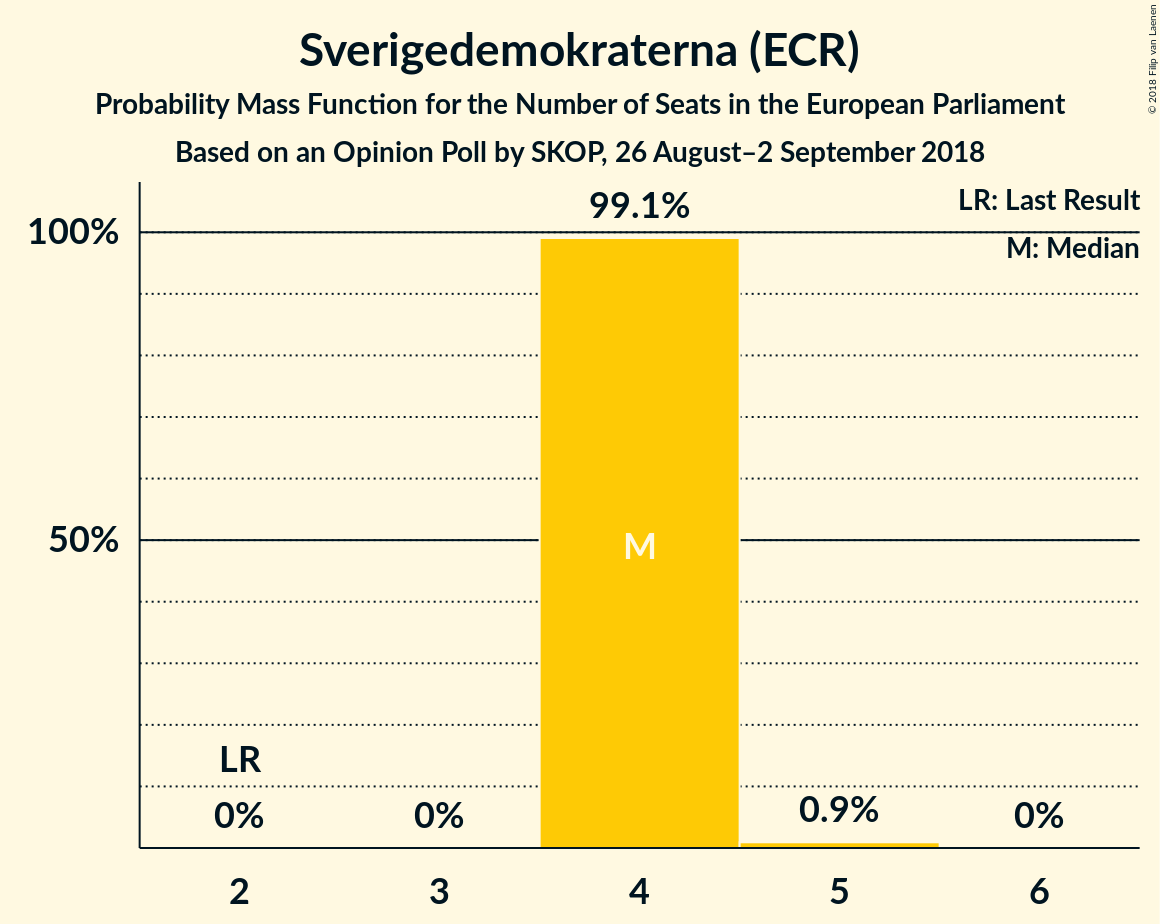 Sverigedemokraterna (ECR)
Probability Mass Function for the Number of Seats in the European Parliament
Based on an Opinion Poll by SKOP, 26 August–2 September 2018
© 2018 Filip van Laenen
LR: Last Result
M: Median
99.1%
100%
50%
M
LR
0%
0%
0.9%
0%
2
3
4
5
6